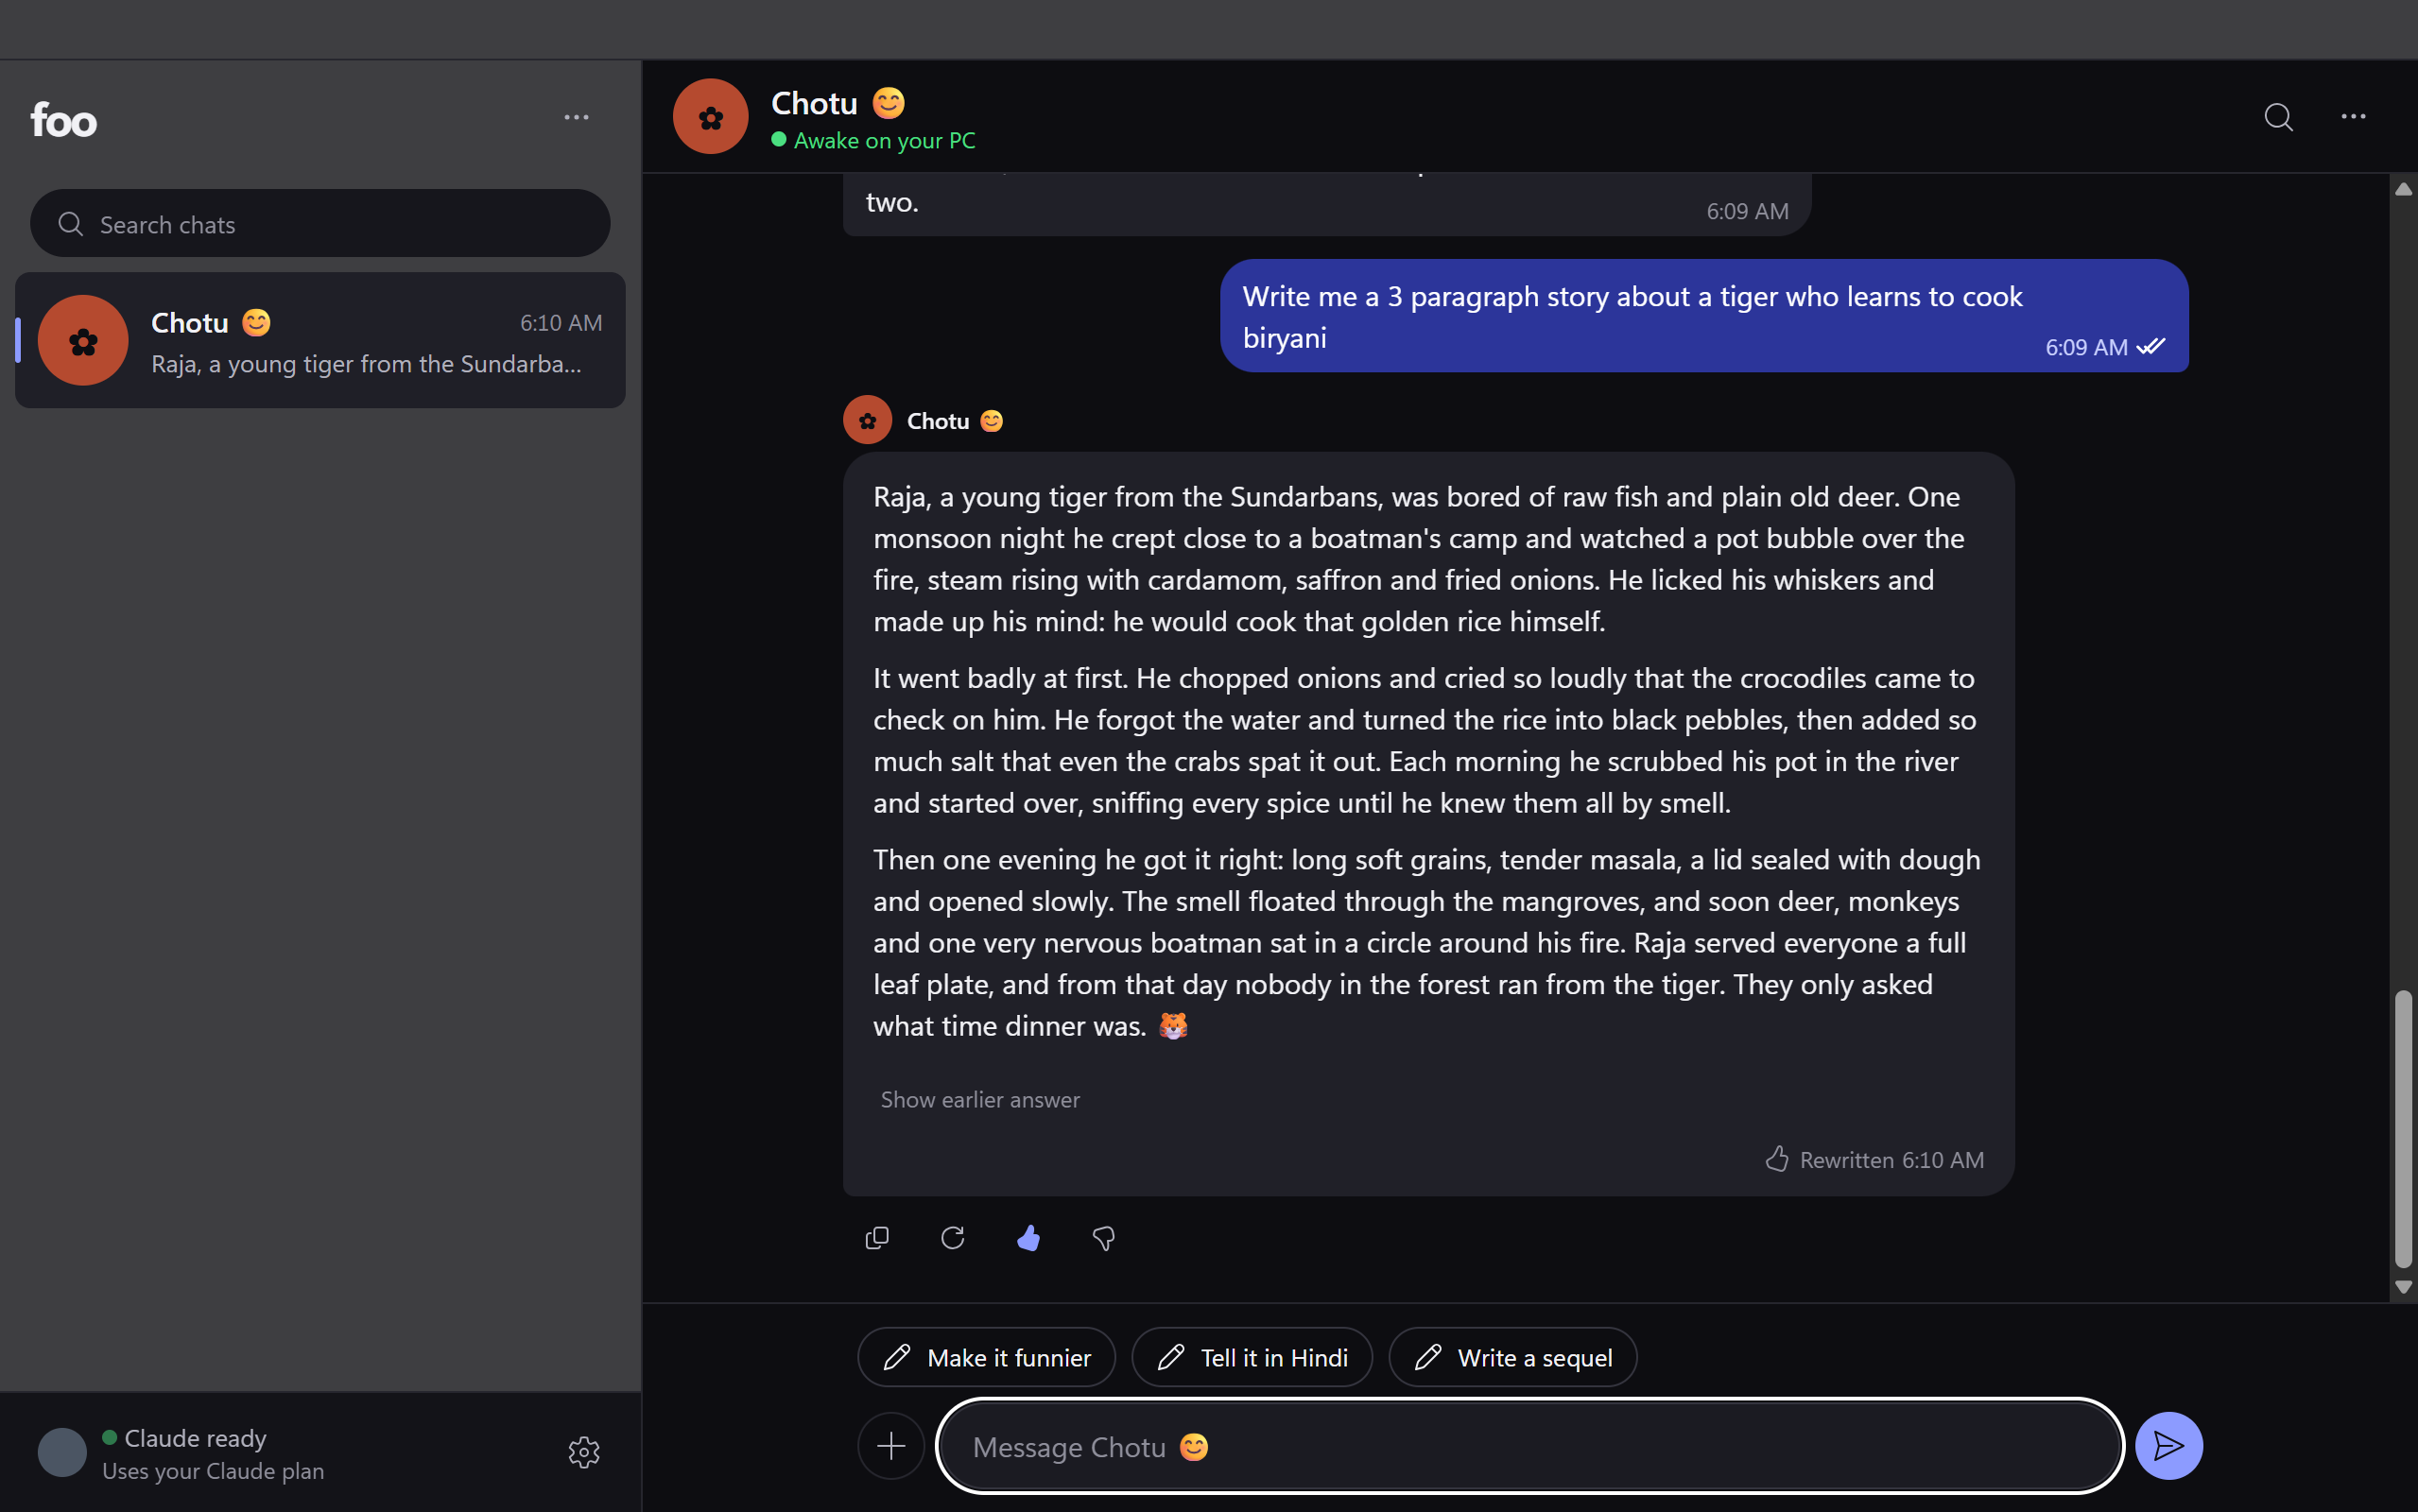 foo
Search chats
Chotu 😊
6:10 AM
Raja, a young tiger from the Sundarba...
Claude ready
Uses your Claude plan
Chotu 😊
Awake on your PC
two.
6:09 AM
Write me a 3 paragraph story about a tiger who learns to cook
biryani
6:09 AM
Chotu 😊
Raja, a young tiger from the Sundarbans, was bored of raw fish and plain old deer. One
monsoon night he crept close to a boatman's camp and watched a pot bubble over the
fire, steam rising with cardamom, saffron and fried onions. He licked his whiskers and
made up his mind: he would cook that golden rice himself.
It went badly at first. He chopped onions and cried so loudly that the crocodiles came to
check on him. He forgot the water and turned the rice into black pebbles, then added so
much salt that even the crabs spat it out. Each morning he scrubbed his pot in the river
and started over, sniffing every spice until he knew them all by smell.
Then one evening he got it right: long soft grains, tender masala, a lid sealed with dough
and opened slowly. The smell floated through the mangroves, and soon deer, monkeys
and one very nervous boatman sat in a circle around his fire. Raja served everyone a full
leaf plate, and from that day nobody in the forest ran from the tiger. They only asked
what time dinner was. 🐯
Show earlier answer
Rewritten 6:10 AM
Make it funnier
Tell it in Hindi
Write a sequel
Message Chotu 😊